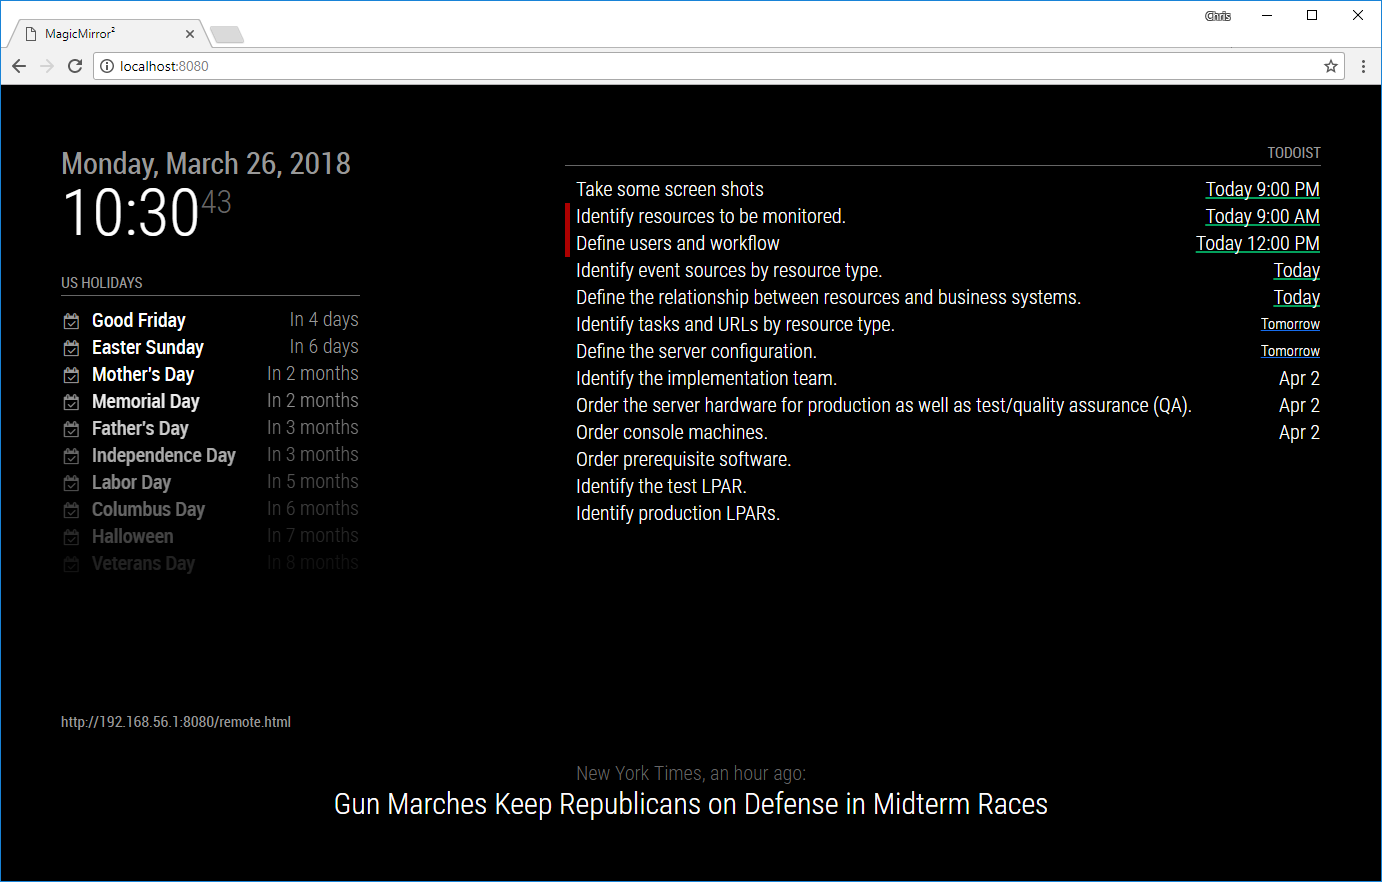 Chris
MagicMirror²
localhost:8080
Monday, March 26, 2018
10:30 43
US HOLIDAYS
Good Friday In 4 days
Easter Sunday In 6 days
Mother's Day In 2 months
Memorial Day In 2 months
Father's Day In 3 months
Independence Day In 3 months
Labor Day In 5 months
Columbus Day In 6 months
Halloween In 7 months
Veterans Day In 8 months
TODOIST
Take some screen shots Today 9:00 PM
Identify resources to be monitored. Today 9:00 AM
Define users and workflow Today 12:00 PM
Identify event sources by resource type. Today
Define the relationship between resources and business systems. Today
Identify tasks and URLs by resource type. Tomorrow
Define the server configuration. Tomorrow
Identify the implementation team. Apr 2
Order the server hardware for production as well as test/quality assurance (QA). Apr 2
Order console machines. Apr 2
Order prerequisite software.
Identify the test LPAR.
Identify production LPARs.
http://192.168.56.1:8080/remote.html
New York Times, an hour ago:
Gun Marches Keep Republicans on Defense in Midterm Races